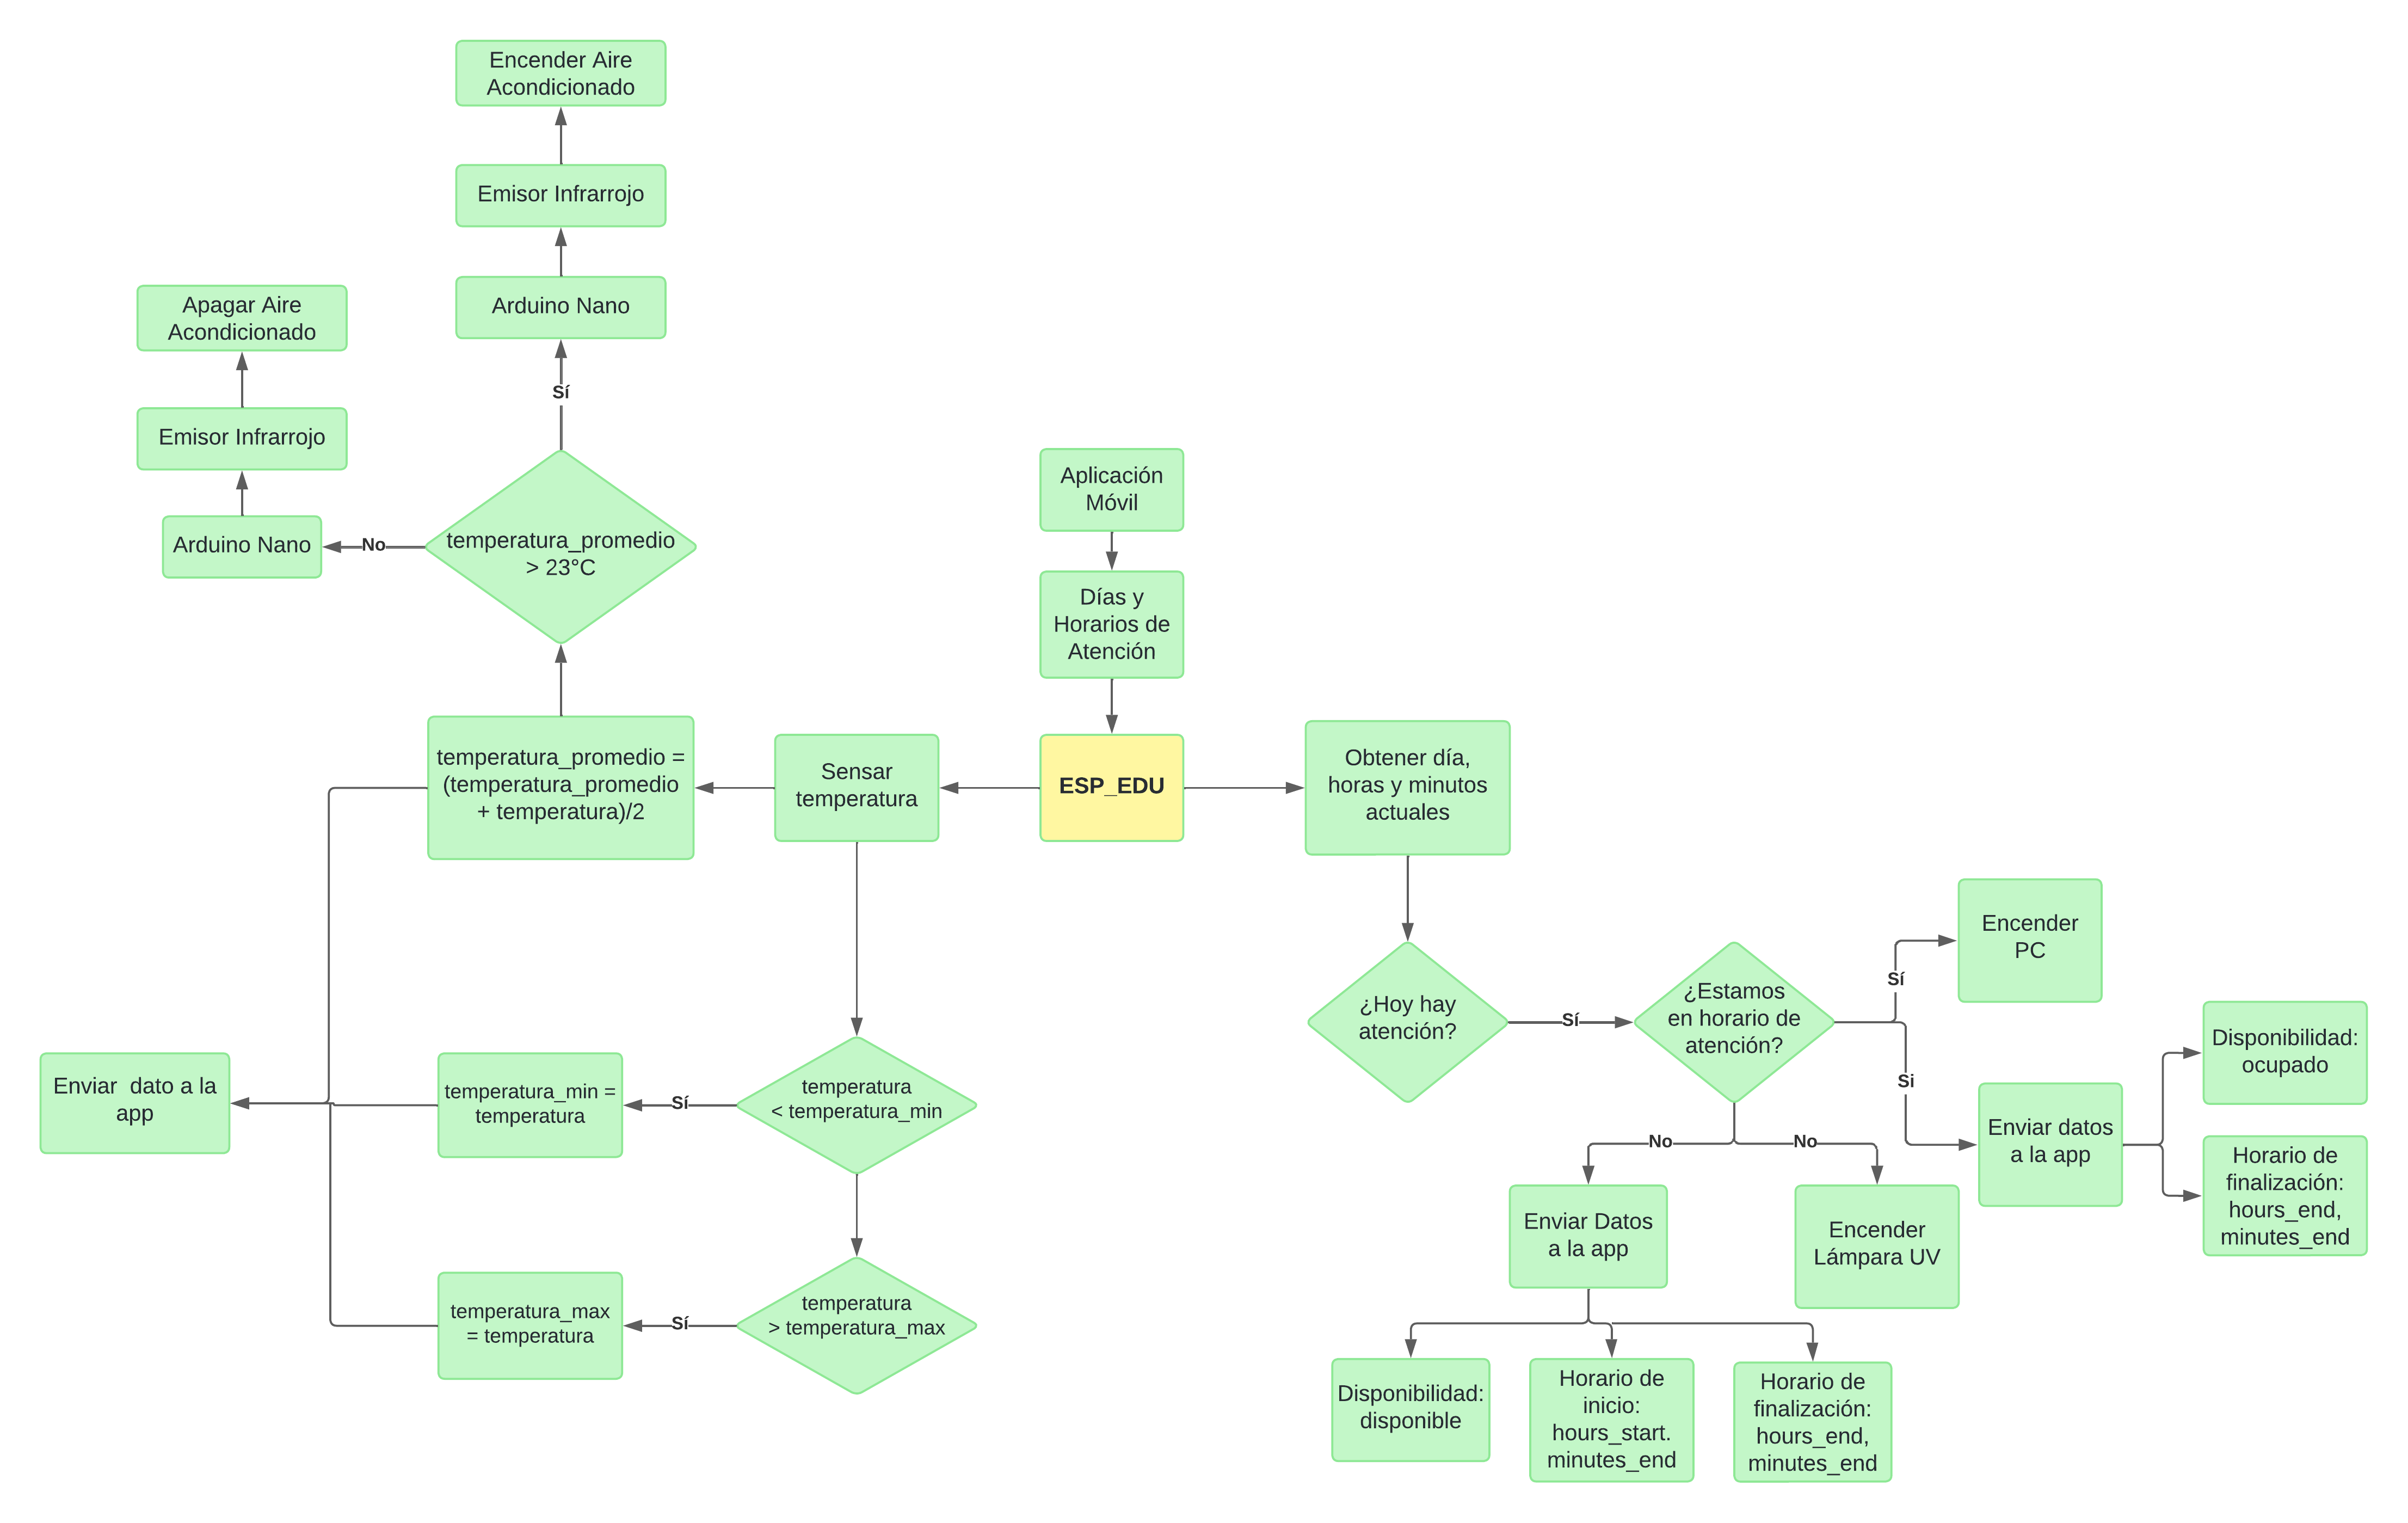 Encender Aire
Acondicionado
Emisor Infrarrojo
Arduino Nano
Sí
Apagar Aire
Acondicionado
Emisor Infrarrojo
Arduino Nano
No
temperatura_promedio
> 23°C
Aplicación
Móvil
Días y
Horarios de
Atención
temperatura_promedio =
(temperatura_promedio
+ temperatura)/2
Sensar
temperatura
ESP_EDU
Obtener día,
horas y minutos
actuales
Enviar  dato a la
app
temperatura_min =
temperatura
Sí
temperatura
< temperatura_min
temperatura_max
= temperatura
Sí
temperatura
> temperatura_max
¿Hoy hay
atención?
Sí
¿Estamos
en horario de
atención?
Sí
Encender
PC
Si
Enviar datos
a la app
Disponibilidad:
ocupado
Horario de
finalización:
hours_end,
minutes_end
No
No
Enviar Datos
a la app
Encender
Lámpara UV
Disponibilidad:
disponible
Horario de
inicio:
hours_start.
minutes_end
Horario de
finalización:
hours_end,
minutes_end